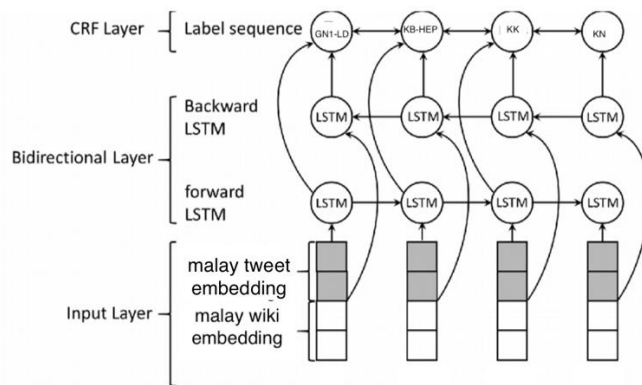 CRF Layer
Label sequence
GN1-LD
KB-HEP
KK
KN
Backward
LSTM
LSTM
LSTM
LSTM
LSTM
Bidirectional Layer
forward
LSTM
LSTM
LSTM
LSTM
LSTM
Input Layer
malay tweet
embedding
malay wiki
embedding